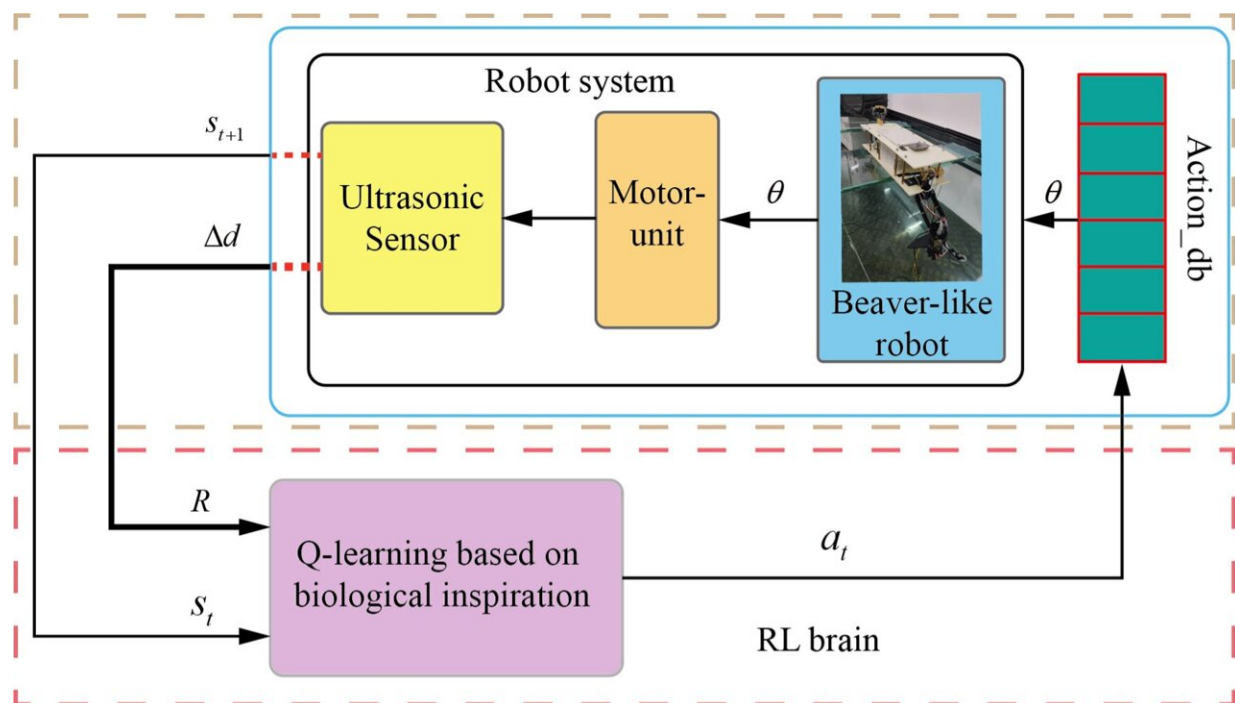 Robot system
s_{t+1}
Δd
Ultrasonic
Sensor
Motor-
unit
θ
Beaver-like
robot
θ
Action_db
R
s_t
Q-learning based on
biological inspiration
a_t
RL brain